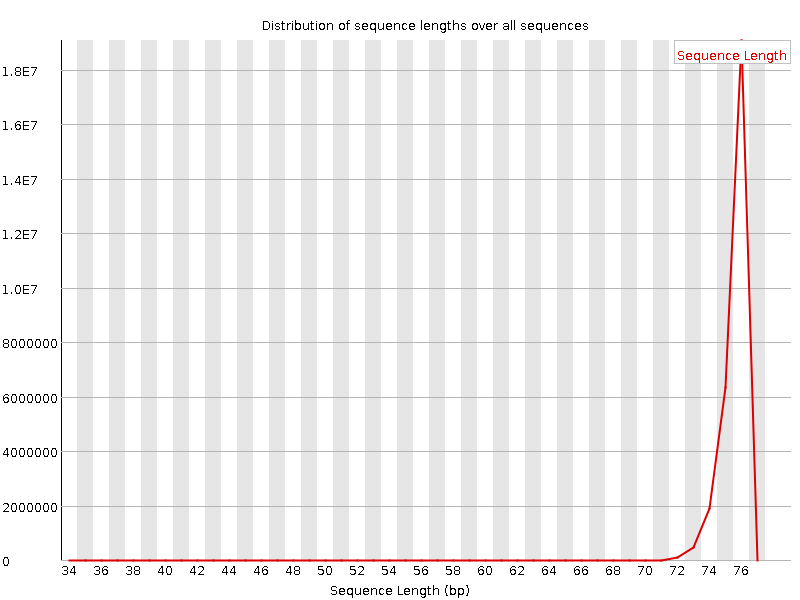 Distribution of sequence lengths over all sequences
Sequence Length
1.8E7
1.6E7
1.4E7
1.2E7
1.0E7
8000000
6000000
4000000
2000000
0
34 36 38 40 42 44 46 48 50 52 54 56 58 60 62 64 66 68 70 72 74 76
Sequence Length (bp)